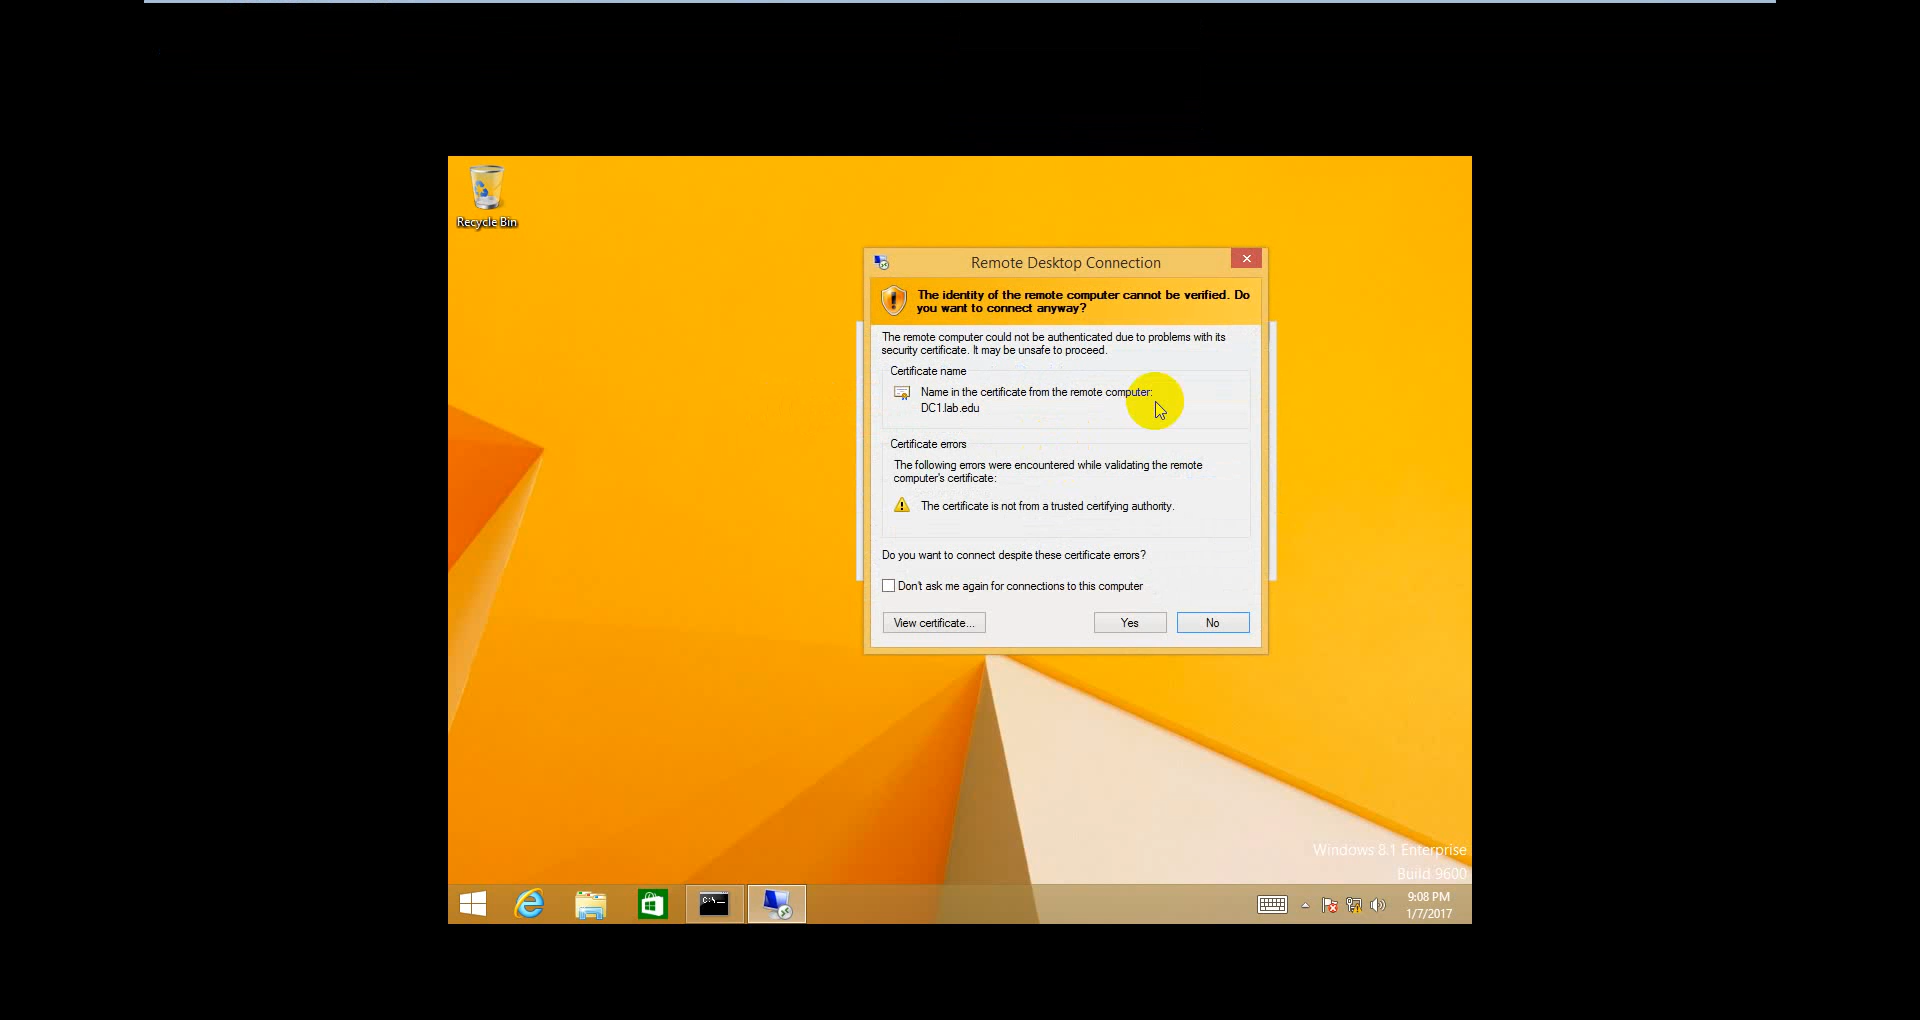 Recycle Bin
Remote Desktop Connection
The identity of the remote computer cannot be verified. Do
you want to connect anyway?
The remote computer could not be authenticated due to problems with its
security certificate. It may be unsafe to proceed.
Certificate name
Name in the certificate from the remote computer:
DC1.lab.edu
Certificate errors
The following errors were encountered while validating the remote
computer's certificate:
The certificate is not from a trusted certifying authority.
Do you want to connect despite these certificate errors?
Don't ask me again for connections to this computer
View certificate...
Yes
No
Windows 8.1 Enterprise
Build 9600
C:\_
9:08 PM
1/7/2017